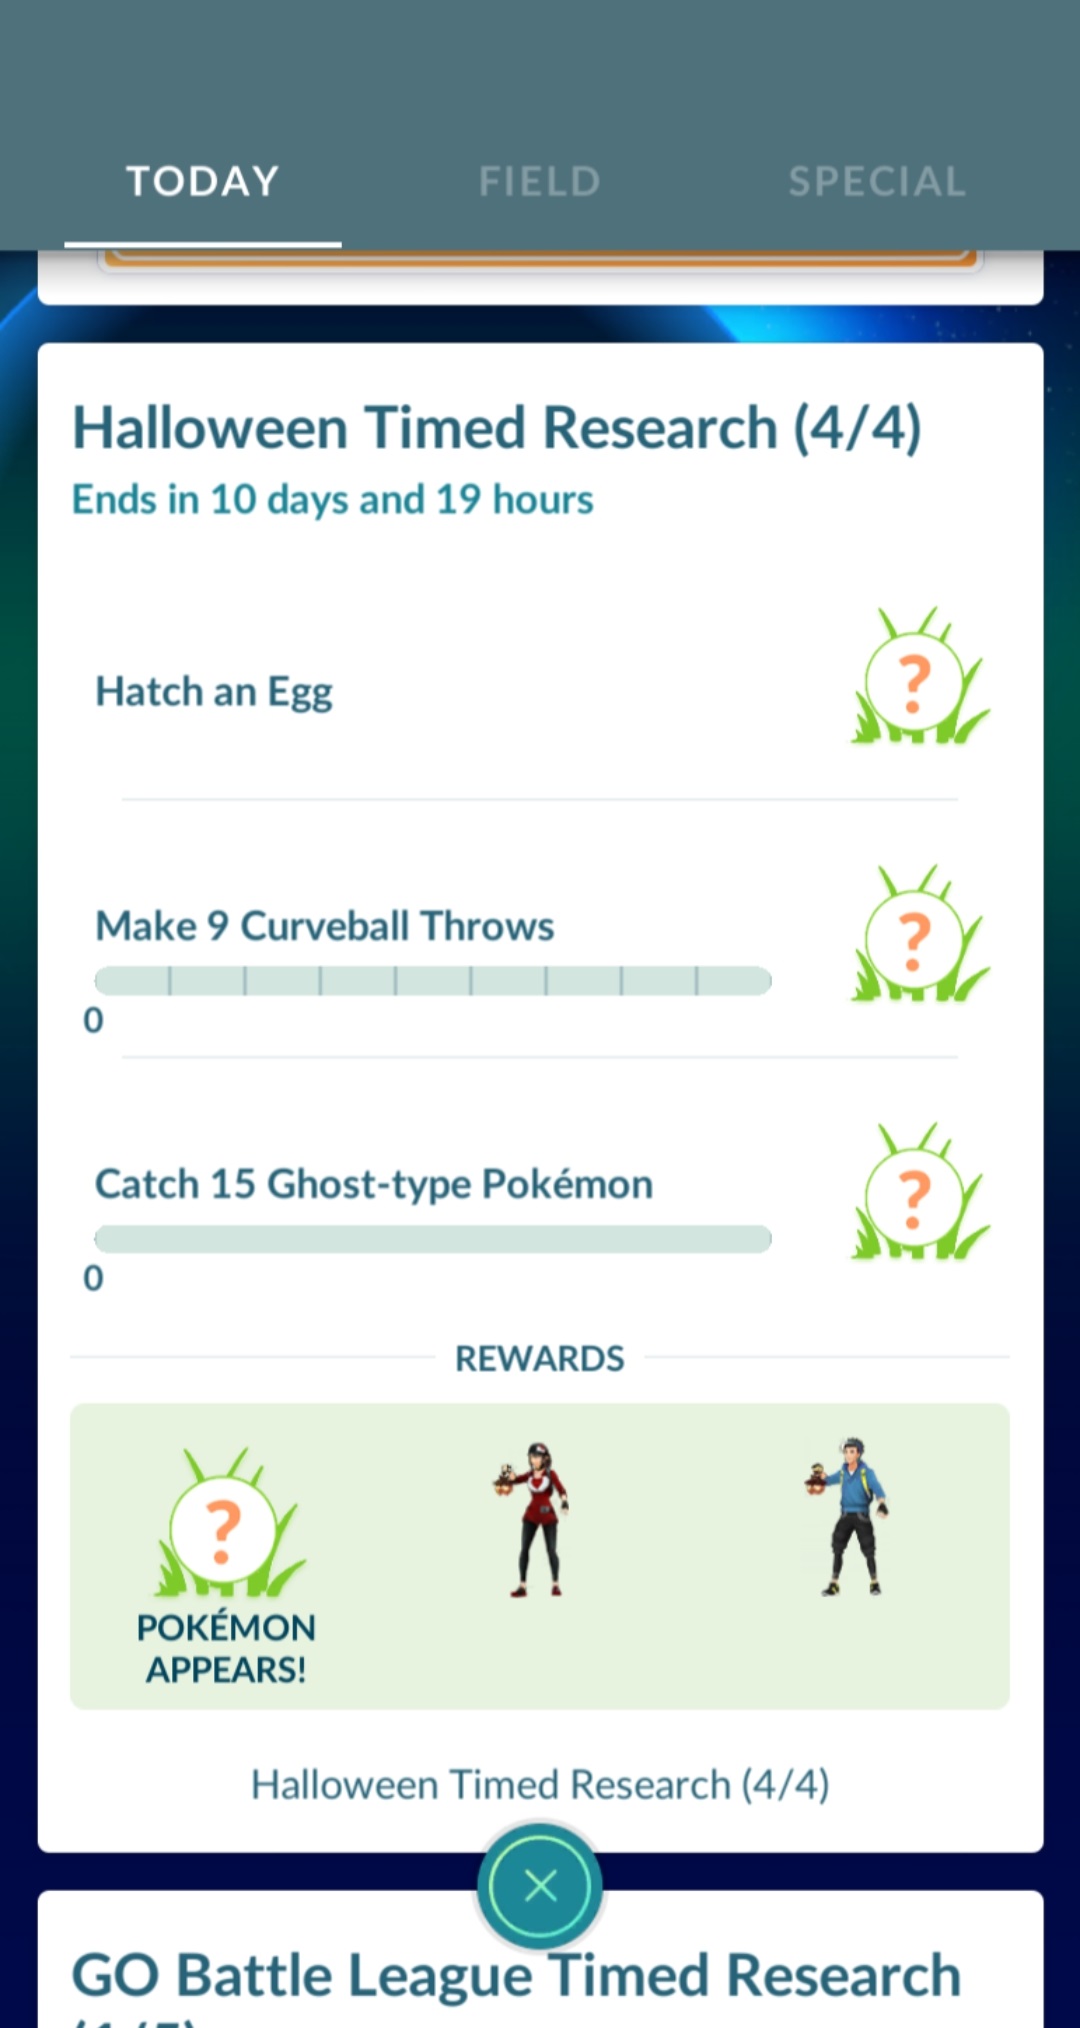 TODAY
FIELD
SPECIAL
Halloween Timed Research (4/4)
Ends in 10 days and 19 hours
Hatch an Egg
?
Make 9 Curveball Throws
?
0
Catch 15 Ghost-type Pokémon
?
0
REWARDS
?
POKÉMON
APPEARS!
Halloween Timed Research (4/4)
GO Battle League Timed Research